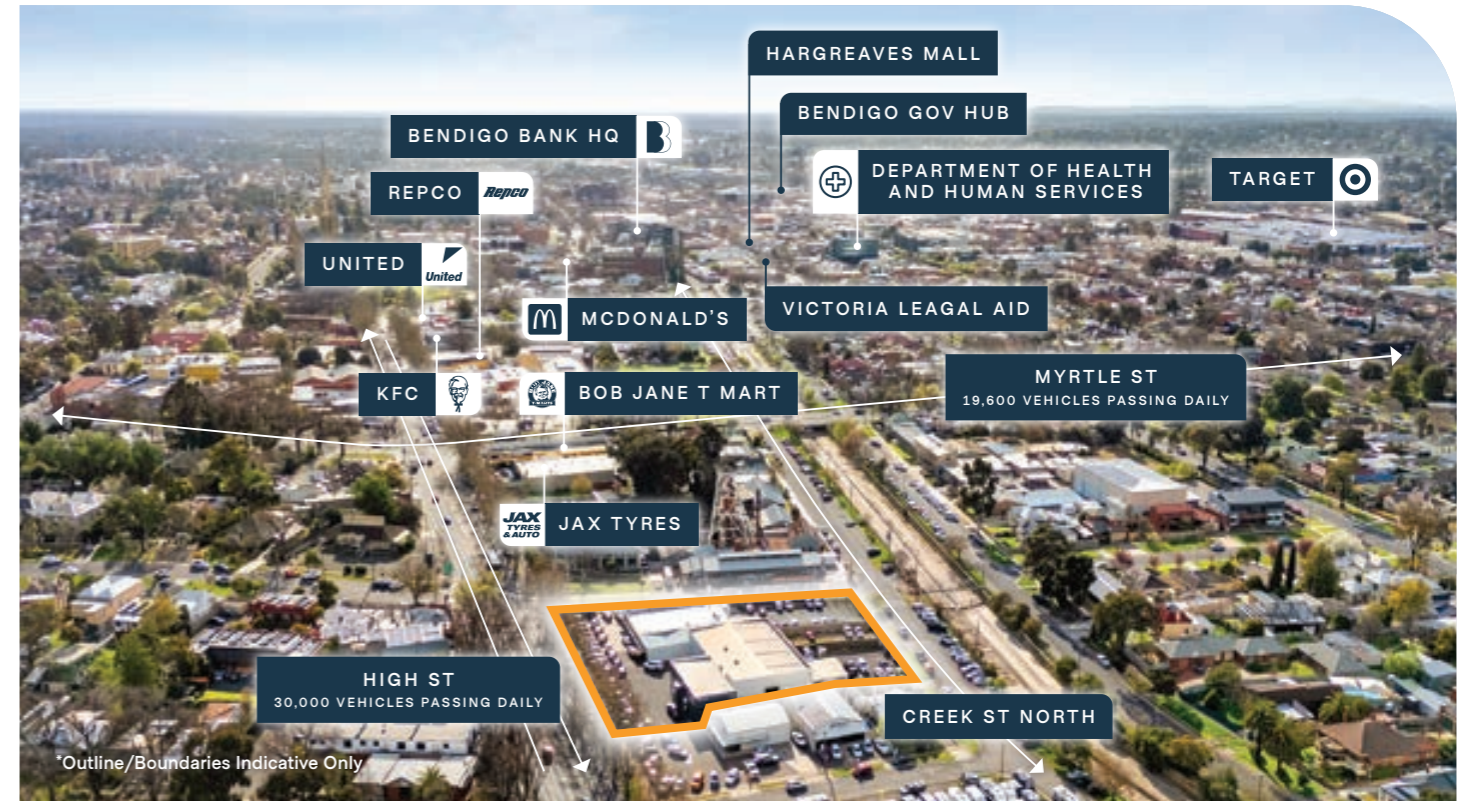 HARGREAVES MALL
BENDIGO GOV HUB
BENDIGO BANK HQ
DEPARTMENT OF HEALTH
AND HUMAN SERVICES
TARGET
REPCO
Repco
UNITED
United
MCDONALD'S
VICTORIA LEAGAL AID
MYRTLE ST
19,600 VEHICLES PASSING DAILY
KFC
BOB JANE T MART
JAX
TYRES
& AUTO
JAX TYRES
HIGH ST
30,000 VEHICLES PASSING DAILY
CREEK ST NORTH
*Outline/Boundaries Indicative Only